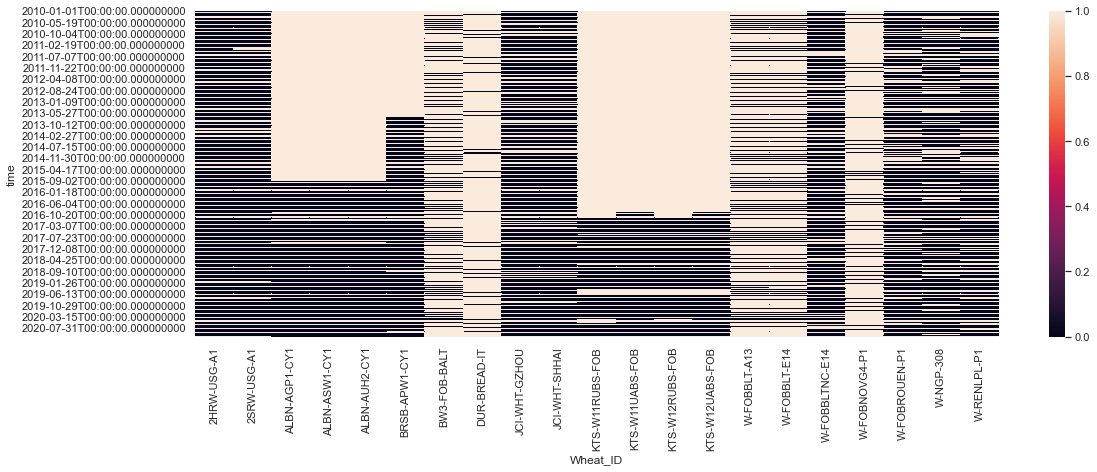 2010-01-01T00:00:00.000000000
2010-05-19T00:00:00.000000000
2010-10-04T00:00:00.000000000
2011-02-19T00:00:00.000000000
2011-07-07T00:00:00.000000000
2011-11-22T00:00:00.000000000
2012-04-08T00:00:00.000000000
2012-08-24T00:00:00.000000000
2013-01-09T00:00:00.000000000
2013-05-27T00:00:00.000000000
2013-10-12T00:00:00.000000000
2014-02-27T00:00:00.000000000
2014-07-15T00:00:00.000000000
2014-11-30T00:00:00.000000000
2015-04-17T00:00:00.000000000
2015-09-02T00:00:00.000000000
2016-01-18T00:00:00.000000000
2016-06-04T00:00:00.000000000
2016-10-20T00:00:00.000000000
2017-03-07T00:00:00.000000000
2017-07-23T00:00:00.000000000
2017-12-08T00:00:00.000000000
2018-04-25T00:00:00.000000000
2018-09-10T00:00:00.000000000
2019-01-26T00:00:00.000000000
2019-06-13T00:00:00.000000000
2019-10-29T00:00:00.000000000
2020-03-15T00:00:00.000000000
2020-07-31T00:00:00.000000000
time
2HRW-USG-A1
2SRW-USG-A1
ALBN-AGP1-CY1
ALBN-ASW1-CY1
ALBN-AUH2-CY1
BRSB-APW1-CY1
BW3-FOB-BALT
DUR-BREAD-IT
JCI-WHT-GZHOU
JCI-WHT-SHHAI
KTS-W11RUBS-FOB
KTS-W11UABS-FOB
KTS-W12RUBS-FOB
KTS-W12UABS-FOB
W-FOBBLT-A13
W-FOBBLT-E14
W-FOBBLTNC-E14
W-FOBNOVG4-P1
W-FOBROUEN-P1
W-NGP-308
W-RENLPL-P1
Wheat_ID
1.0
0.8
0.6
0.4
0.2
0.0